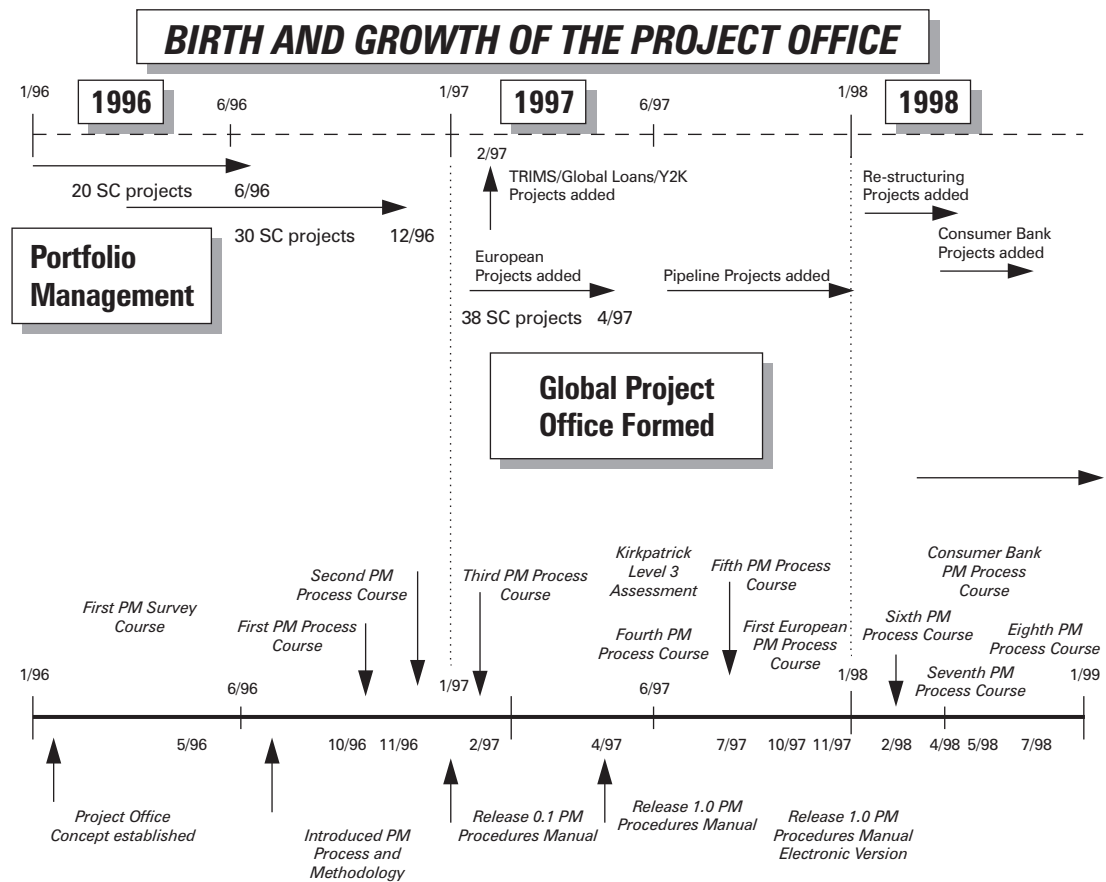 BIRTH AND GROWTH OF THE PROJECT OFFICE
1/96
1996
6/96
1/97
1997
6/97
1/98
1998
2/97
TRIMS/Global Loans/Y2K
Projects added
Re-structuring
Projects added
20 SC projects
6/96
30 SC projects
12/96
Consumer Bank
Projects added
Portfolio
Management
European
Projects added
Pipeline Projects added
38 SC projects
4/97
Global Project
Office Formed
First PM Survey
Course
First PM Process
Course
Second PM
Process Course
Third PM Process
Course
Kirkpatrick
Level 3
Assessment
Fourth PM
Process Course
Fifth PM Process
Course
First European
PM Process
Course
Consumer Bank
PM Process
Course
Sixth PM
Process Course
Seventh PM
Process Course
Eighth PM
Process Course
1/96
6/96
1/97
6/97
1/98
1/99
5/96
10/96
11/96
2/97
4/97
7/97
10/97
11/97
2/98
4/98
5/98
7/98
Project Office
Concept established
Introduced PM
Process and
Methodology
Release 0.1 PM
Procedures Manual
Release 1.0 PM
Procedures Manual
Release 1.0 PM
Procedures Manual
Electronic Version